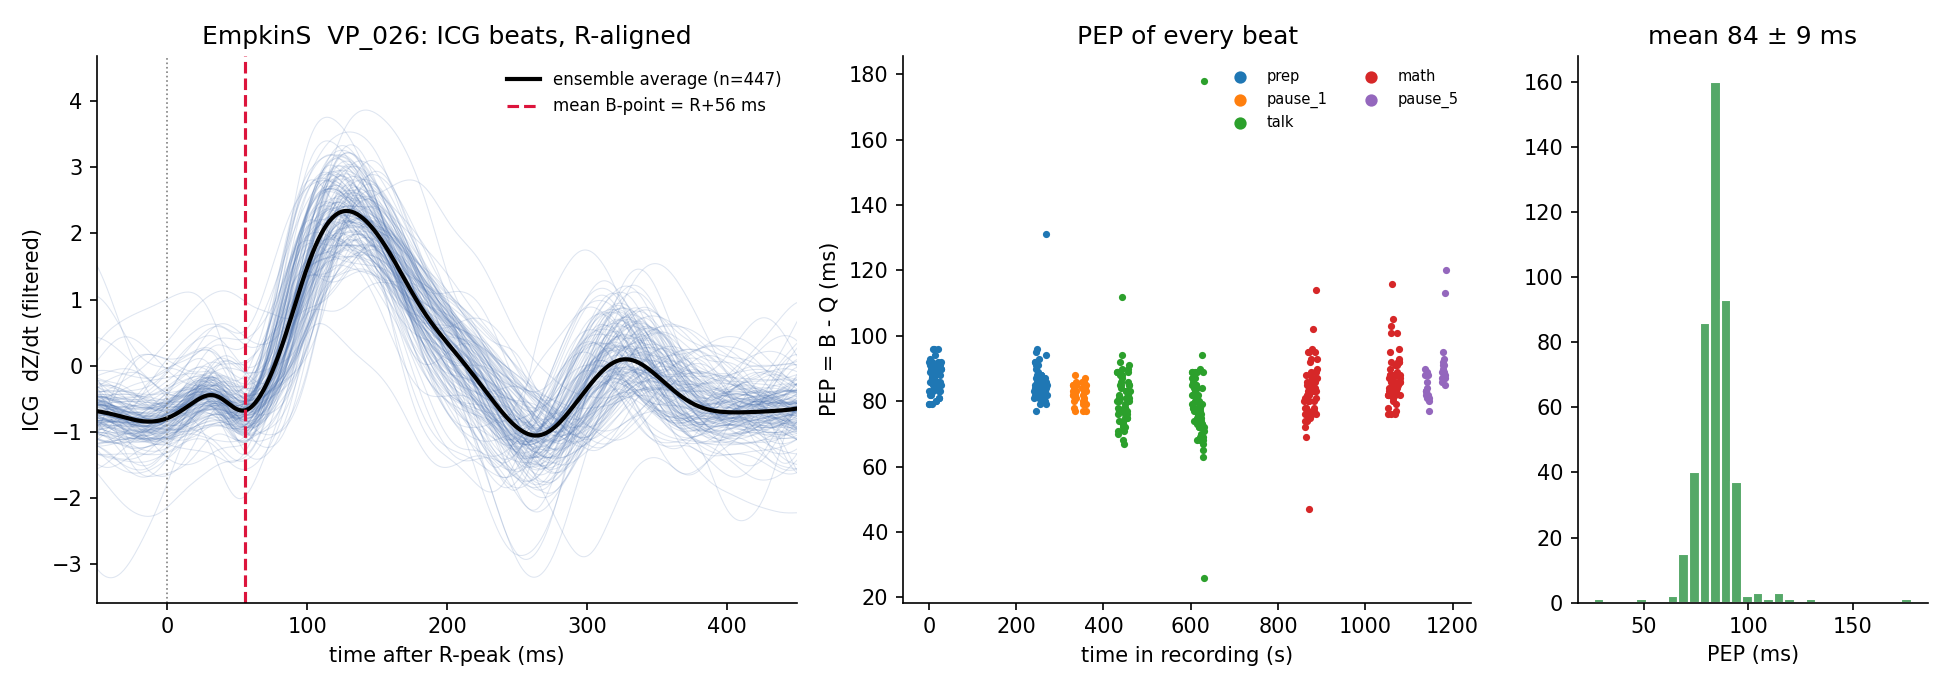 EmpkinS  VP_026: ICG beats, R-aligned
ensemble average (n=447)
mean B-point = R+56 ms
4
3
2
1
0
−1
−2
−3
ICG  dZ/dt (filtered)
0 100 200 300 400
time after R-peak (ms)
PEP of every beat
prep
pause_1
talk
math
pause_5
180
160
140
120
100
80
60
40
20
PEP = B - Q (ms)
0 200 400 600 800 1000 1200
time in recording (s)
mean 84 ± 9 ms
160
140
120
100
80
60
40
20
0
50 100 150
PEP (ms)